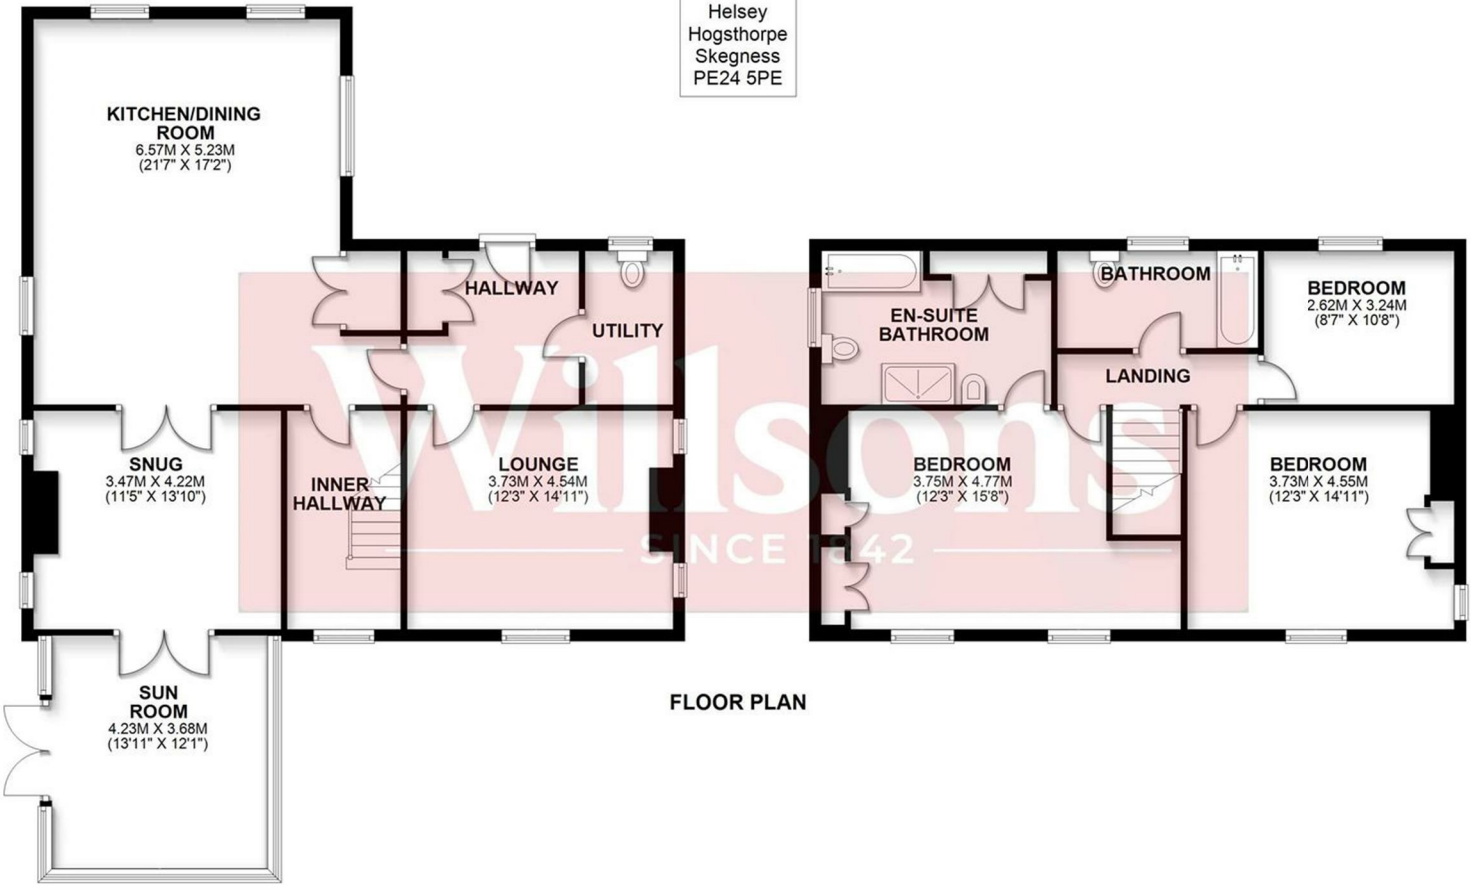 Helsey
Hogsthorpe
Skegness
PE24 5PE
KITCHEN/DINING
ROOM
6.57M X 5.23M
(21'7" X 17'2")
HALLWAY
UTILITY
SNUG
3.47M X 4.22M
(11'5" X 13'10")
INNER
HALLWAY
LOUNGE
3.73M X 4.54M
(12'3" X 14'11")
SUN
ROOM
4.23M X 3.68M
(13'11" X 12'1")
EN-SUITE
BATHROOM
BATHROOM
BEDROOM
2.62M X 3.24M
(8'7" X 10'8")
LANDING
BEDROOM
3.75M X 4.77M
(12'3" X 15'8")
BEDROOM
3.73M X 4.55M
(12'3" X 14'11")
Willsons
SINCE 1842
FLOOR PLAN